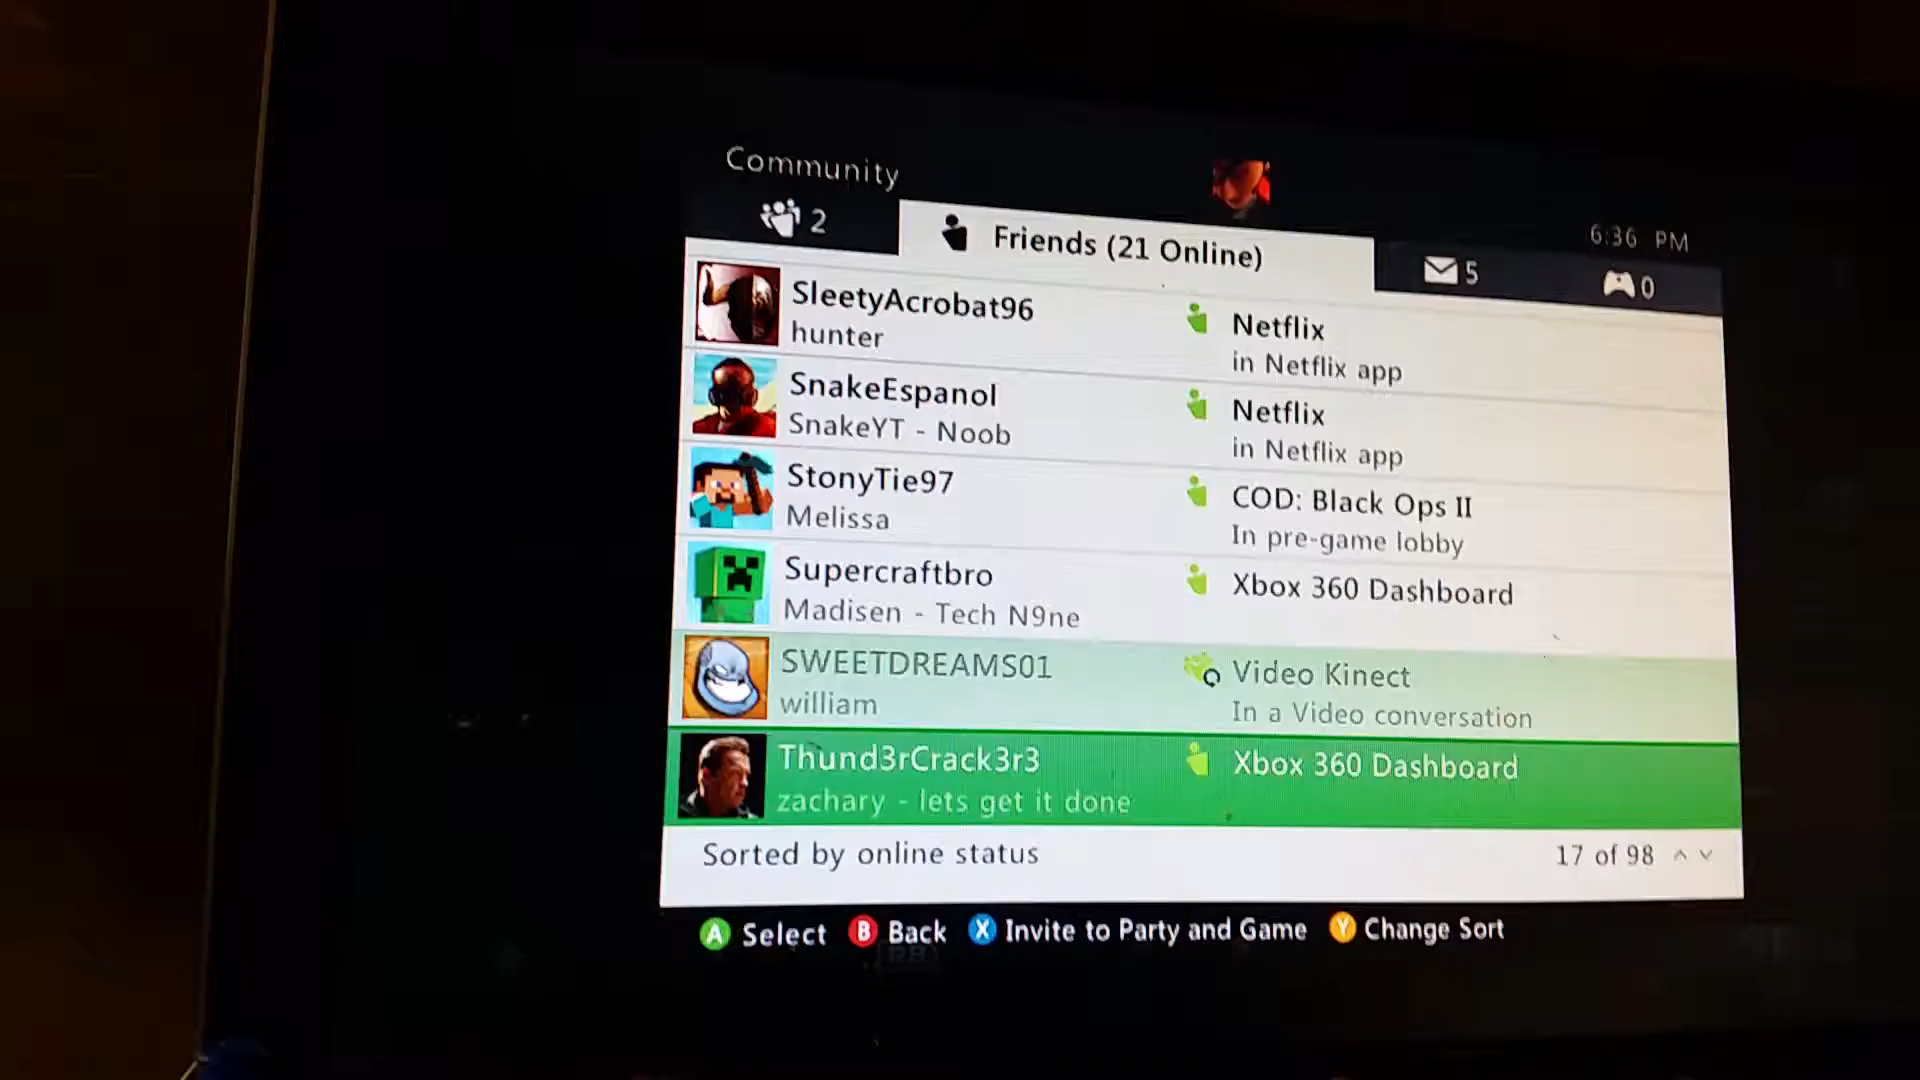 Community
2
Friends (21 Online)
6:36 PM
5
0
SleetyAcrobat96
hunter
Netflix
in Netflix app
SnakeEspanol
SnakeYT - Noob
Netflix
in Netflix app
StonyTie97
Melissa
COD: Black Ops II
In pre-game lobby
Supercraftbro
Madisen - Tech N9ne
Xbox 360 Dashboard
SWEETDREAMS01
william
Video Kinect
In a Video conversation
Thund3rCrack3r3
zachary - lets get it done
Xbox 360 Dashboard
Sorted by online status
17 of 98
A Select B Back X Invite to Party and Game Y Change Sort